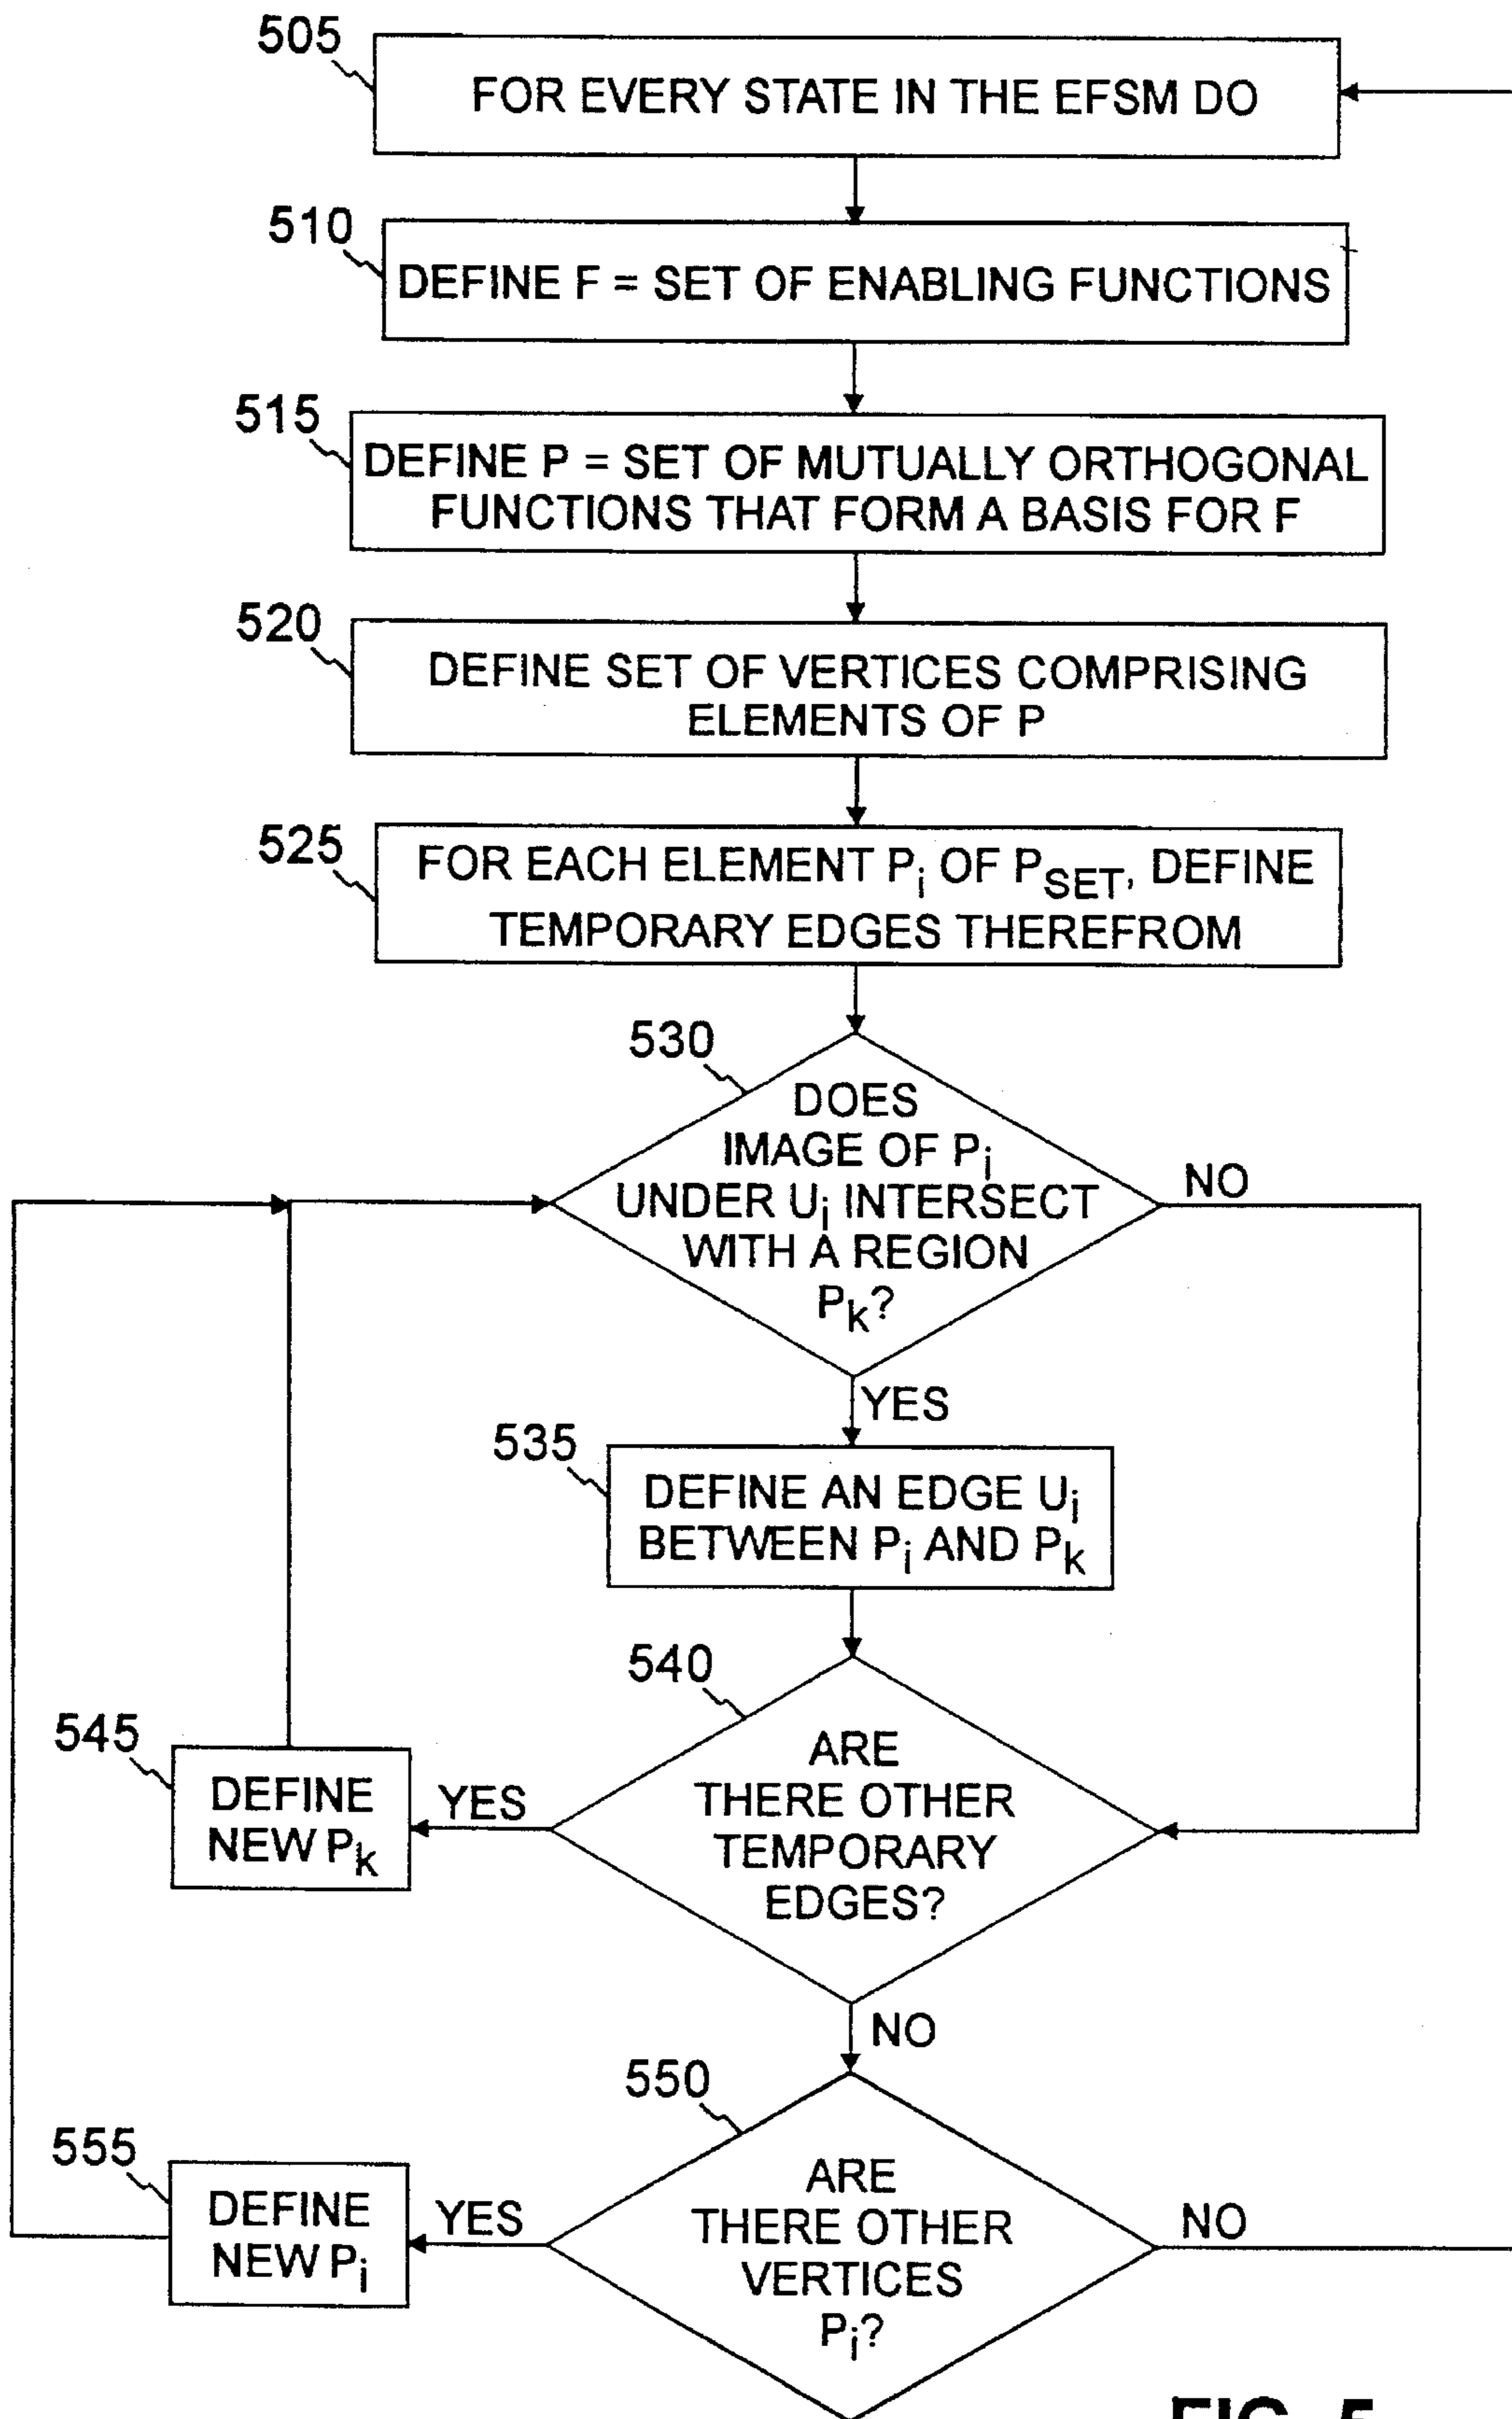 505
FOR EVERY STATE IN THE EFSM DO
510
DEFINE F = SET OF ENABLING FUNCTIONS
515
DEFINE P = SET OF MUTUALLY ORTHOGONAL
FUNCTIONS THAT FORM A BASIS FOR F
520
DEFINE SET OF VERTICES COMPRISING
ELEMENTS OF P
525
FOR EACH ELEMENT Pi OF PSET, DEFINE
TEMPORARY EDGES THEREFROM
530
DOES
IMAGE OF Pi
UNDER Ui INTERSECT
WITH A REGION
Pk?
NO
YES
535
DEFINE AN EDGE Ui
BETWEEN Pi AND Pk
540
ARE
THERE OTHER
TEMPORARY
EDGES?
YES
545
DEFINE
NEW Pk
NO
550
ARE
THERE OTHER
VERTICES
Pi?
YES
NO
555
DEFINE
NEW Pi
FIG. 5